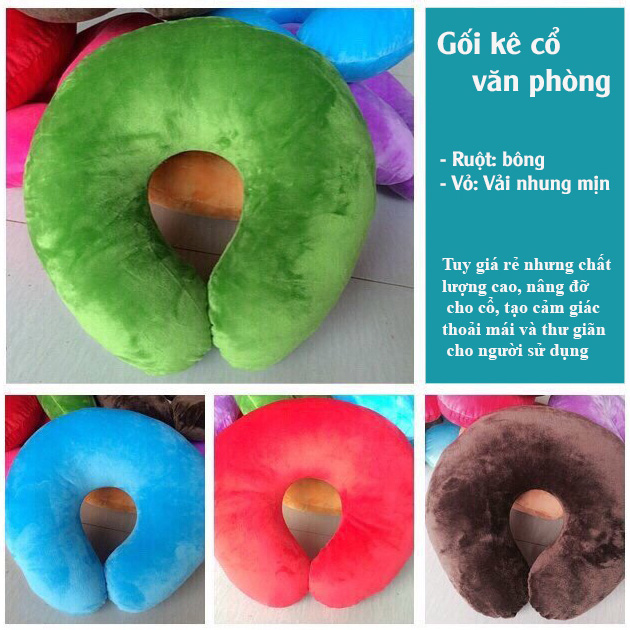 Gối kê cổ
văn phòng
- Ruột: bông
- Vỏ: Vải nhung mịn
Tuy giá rẻ nhưng chất
lượng cao, nâng đỡ
cho cổ, tạo cảm giác
thoải mái và thư giãn
cho người sử dụng